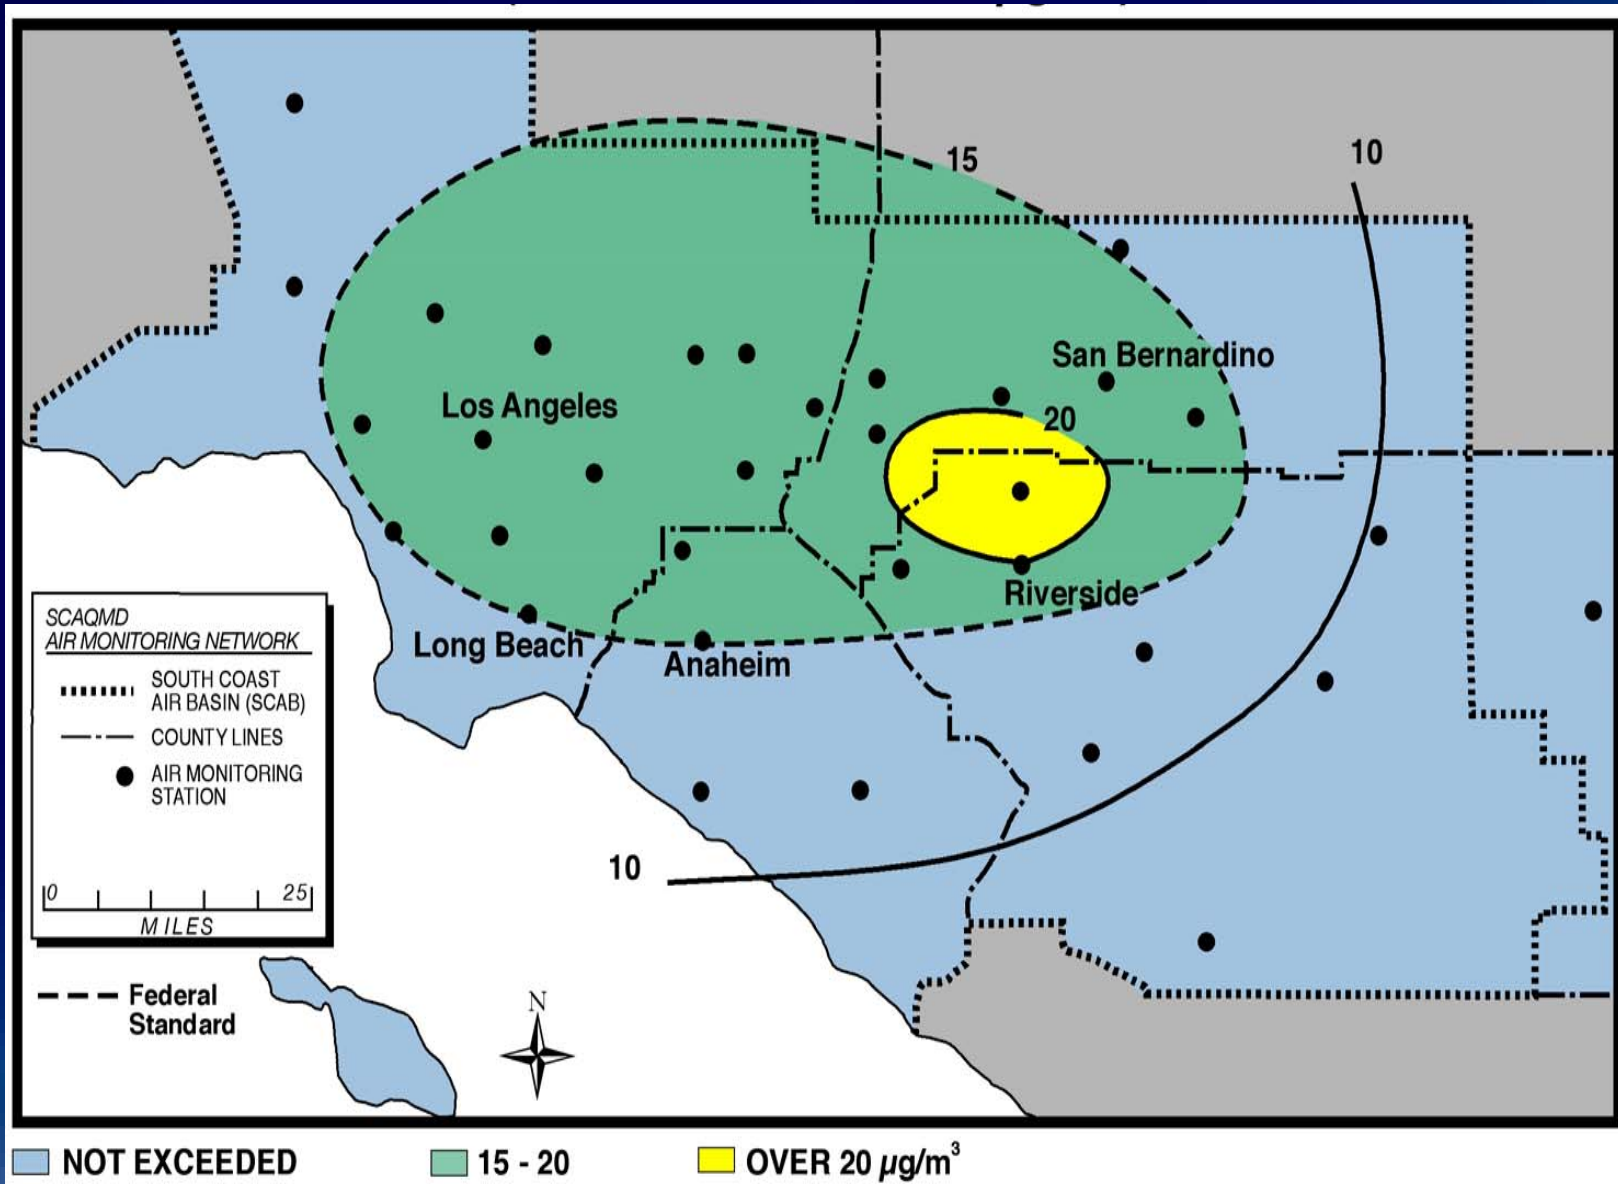 15
10
San Bernardino
Los Angeles
20
Riverside
Long Beach
Anaheim
10
SCAQMD
AIR MONITORING NETWORK
SOUTH COAST
AIR BASIN (SCAB)
COUNTY LINES
AIR MONITORING
STATION
0 25
MILES
Federal
Standard
N
NOT EXCEEDED
15 - 20
OVER 20 µg/m³